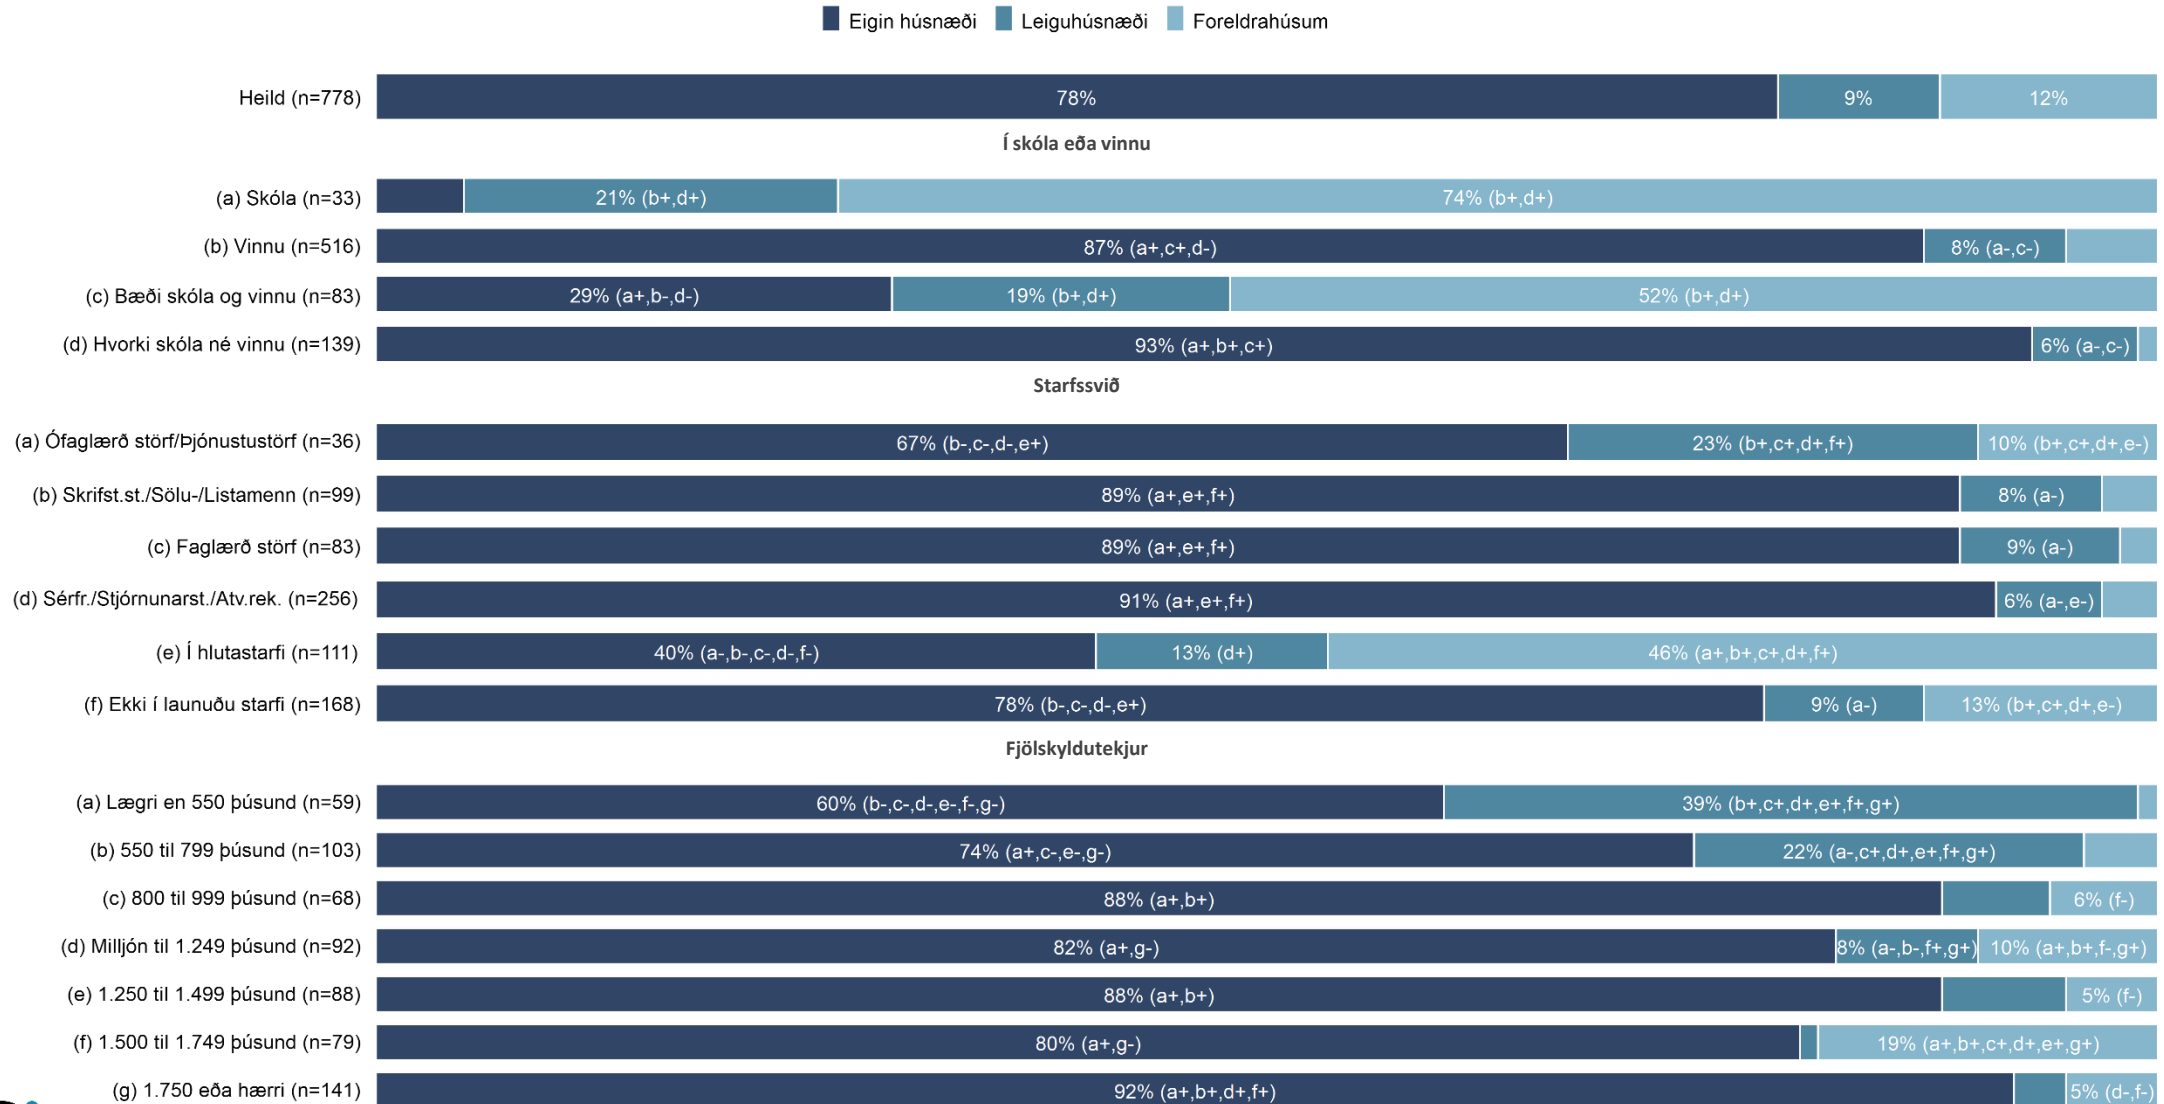 Eigin húsnæði Leiguhúsnæði Foreldrahúsum
Heild (n=778) 78% 9% 12%
Í skóla eða vinnu
(a) Skóla (n=33) 21% (b+,d+) 74% (b+,d+)
(b) Vinnu (n=516) 87% (a+,c+,d-) 8% (a-,c-)
(c) Bæði skóla og vinnu (n=83) 29% (a+,b-,d-) 19% (b+,d+) 52% (b+,d+)
(d) Hvorki skóla né vinnu (n=139) 93% (a+,b+,c+) 6% (a-,c-)
Starfssvið
(a) Ófaglærð störf/Þjónustustörf (n=36) 67% (b-,c-,d-,e+) 23% (b+,c+,d+,f+) 10% (b+,c+,d+,e-)
(b) Skrifst.st./Sölu-/Listamenn (n=99) 89% (a+,e+,f+) 8% (a-)
(c) Faglærð störf (n=83) 89% (a+,e+,f+) 9% (a-)
(d) Sérfr./Stjórnunarst./Atv.rek. (n=256) 91% (a+,e+,f+) 6% (a-,e-)
(e) Í hlutastarfi (n=111) 40% (a-,b-,c-,d-,f-) 13% (d+) 46% (a+,b+,c+,d+,f+)
(f) Ekki í launuðu starfi (n=168) 78% (b-,c-,d-,e+) 9% (a-) 13% (b+,c+,d+,e-)
Fjölskyldutekjur
(a) Lægri en 550 þúsund (n=59) 60% (b-,c-,d-,e-,f-,g-) 39% (b+,c+,d+,e+,f+,g+)
(b) 550 til 799 þúsund (n=103) 74% (a+,c-,e-,g-) 22% (a-,c+,d+,e+,f+,g+)
(c) 800 til 999 þúsund (n=68) 88% (a+,b+) 6% (f-)
(d) Milljón til 1.249 þúsund (n=92) 82% (a+,g-) 8% (a-,b-,f+,g+) 10% (a+,b+,f-,g+)
(e) 1.250 til 1.499 þúsund (n=88) 88% (a+,b+) 5% (f-)
(f) 1.500 til 1.749 þúsund (n=79) 80% (a+,g-) 19% (a+,b+,c+,d+,e+,g+)
(g) 1.750 eða hærri (n=141) 92% (a+,b+,d+,f+) 5% (d-,f-)